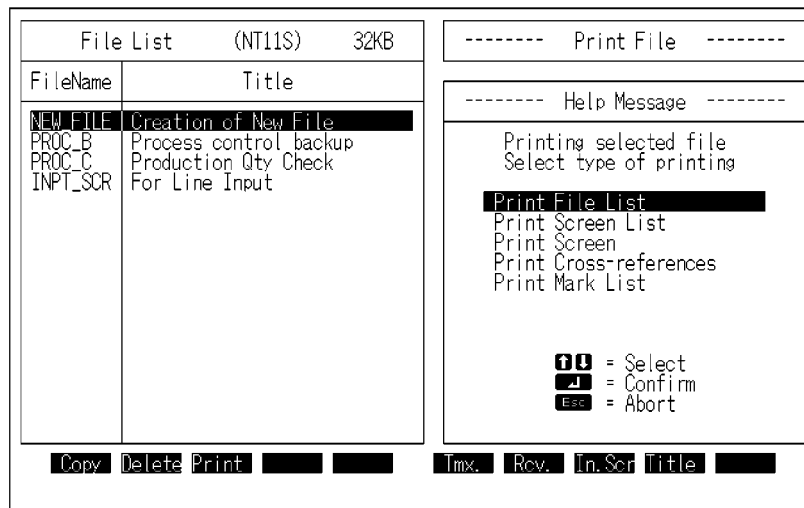 File List (NT11S) 32KB
FileName Title
NEW FILE Creation of New File
PROC_B Process control backup
PROC_C Production Qty Check
INPT_SCR For Line Input
-------- Print File --------
-------- Help Message --------
Printing selected file
Select type of printing
Print File List
Print Screen List
Print Screen
Print Cross-references
Print Mark List
↑↓ = Select
↵ = Confirm
Esc = Abort
Copy Delete Print Tmx. Rcv. In.Scr Title